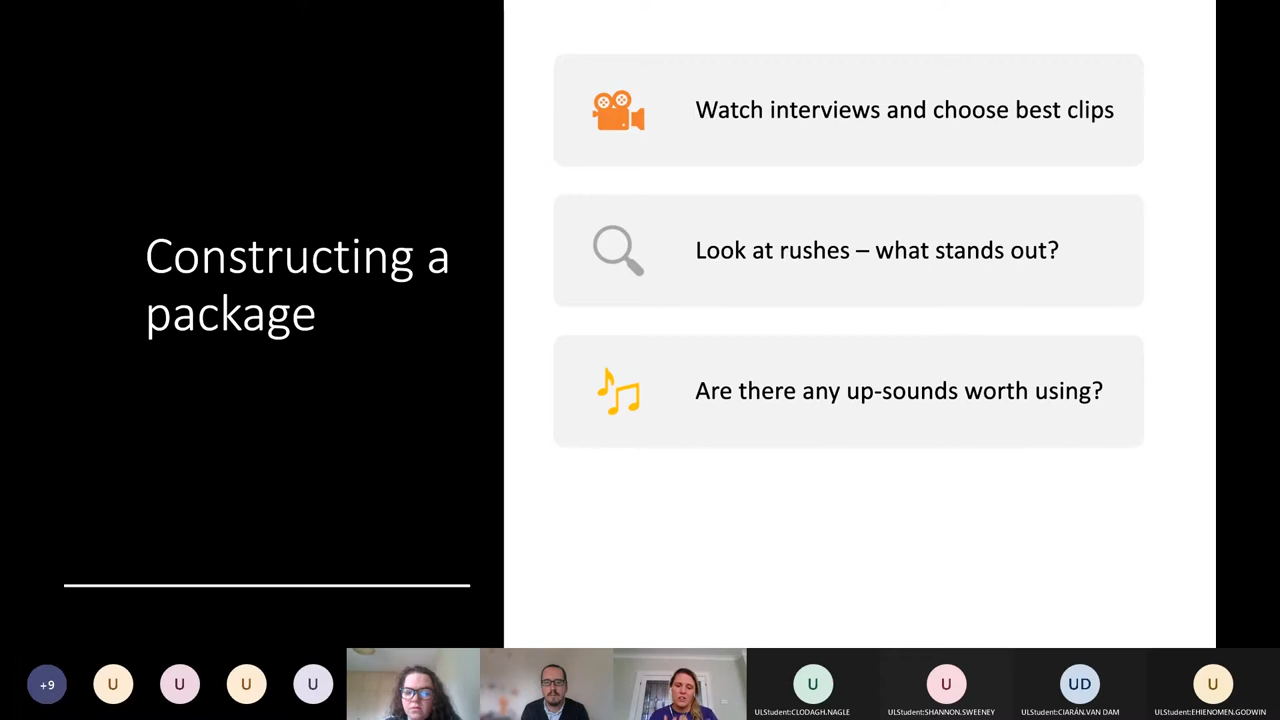 Constructing a
package
Watch interviews and choose best clips
Look at rushes – what stands out?
Are there any up-sounds worth using?
+9
U
U
U
U
U
ULStudent:CLODAGH.NAGLE
U
ULStudent:SHANNON.SWEENEY
UD
ULStudent:CIARÁN.VAN DAM
U
ULStudent:EHIENOMEN.GODWIN